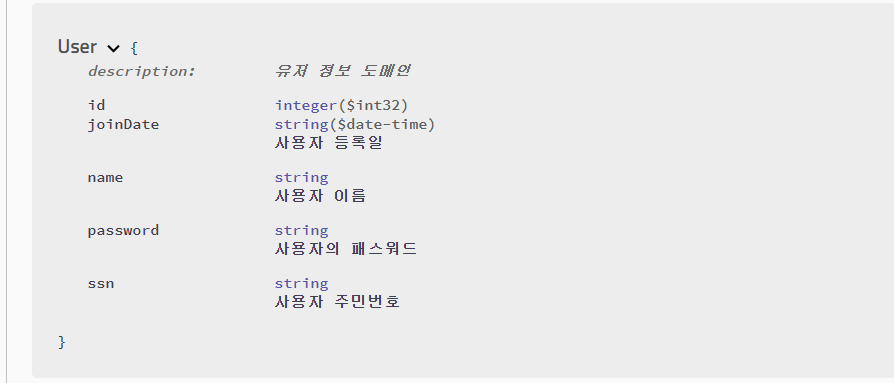 User {
description: 유저 정보 도메인
id integer($int32)
joinDate string($date-time)
사용자 등록일
name string
사용자 이름
password string
사용자의 패스워드
ssn string
사용자 주민번호
}